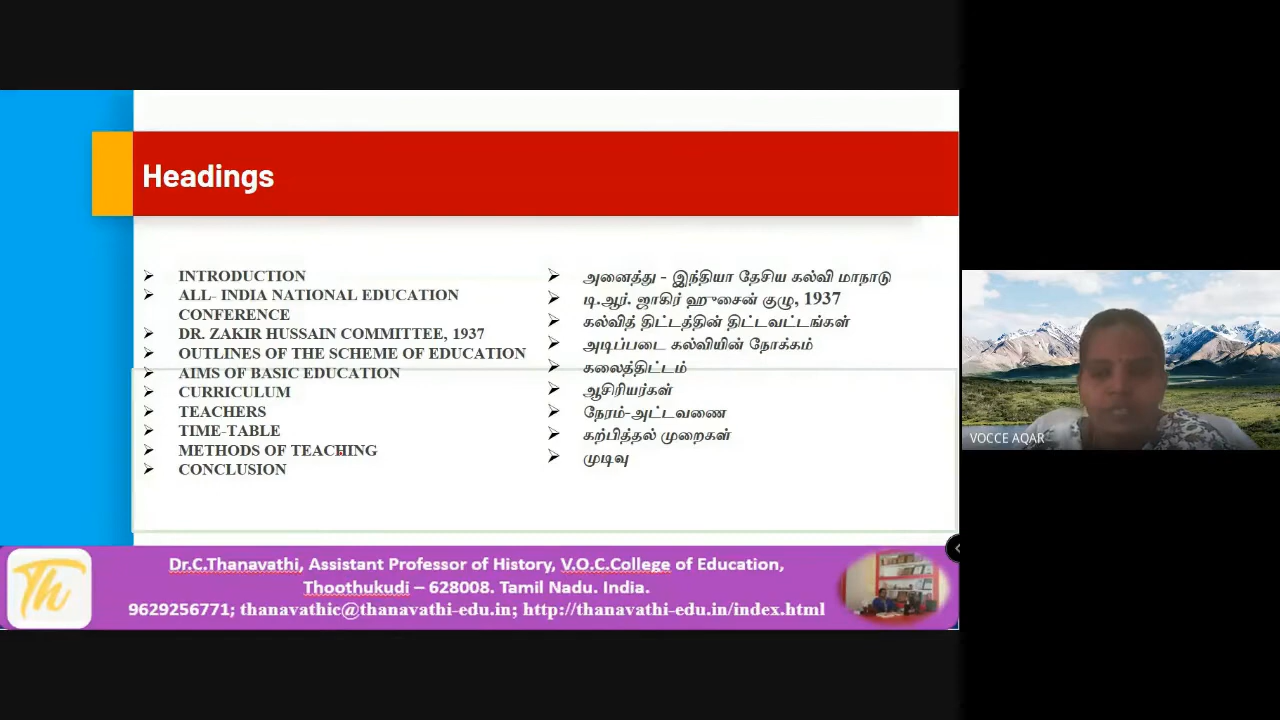 Headings
INTRODUCTION
ALL- INDIA NATIONAL EDUCATION
CONFERENCE
DR. ZAKIR HUSSAIN COMMITTEE, 1937
OUTLINES OF THE SCHEME OF EDUCATION
AIMS OF BASIC EDUCATION
CURRICULUM
TEACHERS
TIME-TABLE
METHODS OF TEACHING
CONCLUSION
அனைத்து - இந்தியா தேசிய கல்வி மாநாடு
டி.ஆர். ஜாகிர் ஹுசைன் குழு, 1937
கல்வித் திட்டத்தின் திட்டவட்டங்கள்
அடிப்படை கல்வியின் நோக்கம்
கலைத்திட்டம்
ஆசிரியர்கள்
நேரம்-அட்டவணை
கற்பித்தல் முறைகள்
முடிவு
VOCCE AQAR
Th
Dr.C.Thanavathi, Assistant Professor of History, V.O.C.College of Education,
Thoothukudi – 628008. Tamil Nadu. India.
9629256771; thanavathic@thanavathi-edu.in; http://thanavathi-edu.in/index.html